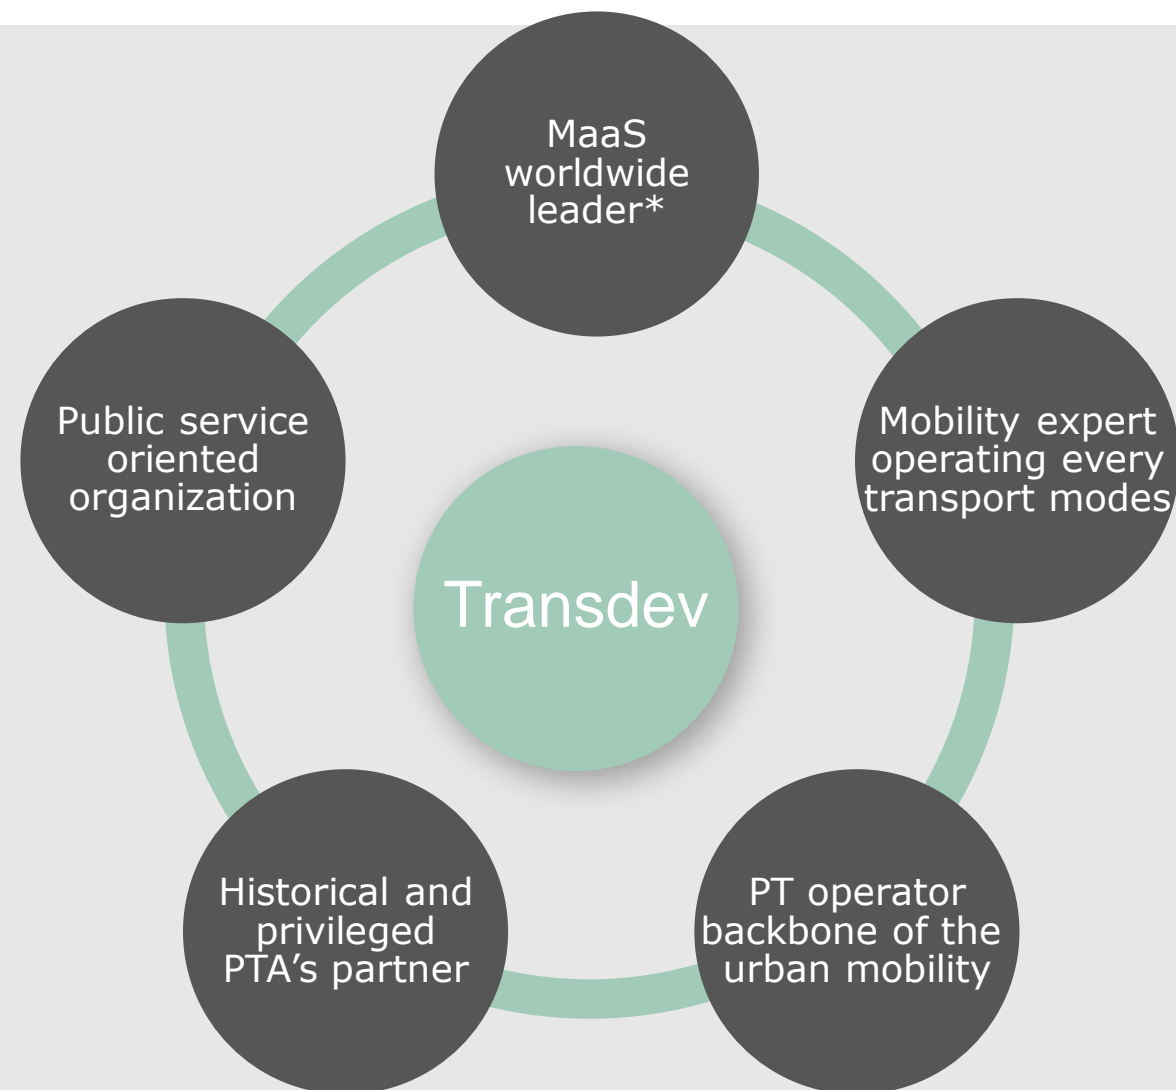 MaaS
worldwide
leader*
Public service
oriented
organization
Mobility expert
operating every
transport modes
Transdev
Historical and
privileged
PTA’s partner
PT operator
backbone of the
urban mobility